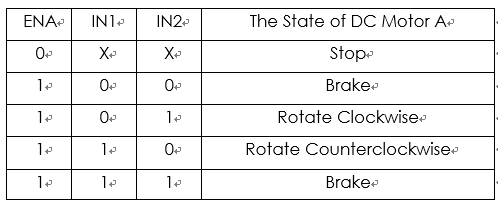 ENA IN1 IN2 The State of DC Motor A
0 X X Stop
1 0 0 Brake
1 0 1 Rotate Clockwise
1 1 0 Rotate Counterclockwise
1 1 1 Brake